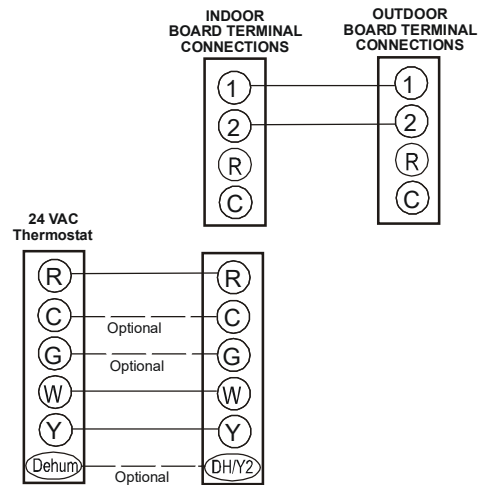 INDOOR
BOARD TERMINAL
CONNECTIONS
OUTDOOR
BOARD TERMINAL
CONNECTIONS
1 1
2 2
R R
C C
24 VAC
Thermostat
R R
C Optional C
G Optional G
W W
Y Y
Dehum Optional DH/Y2